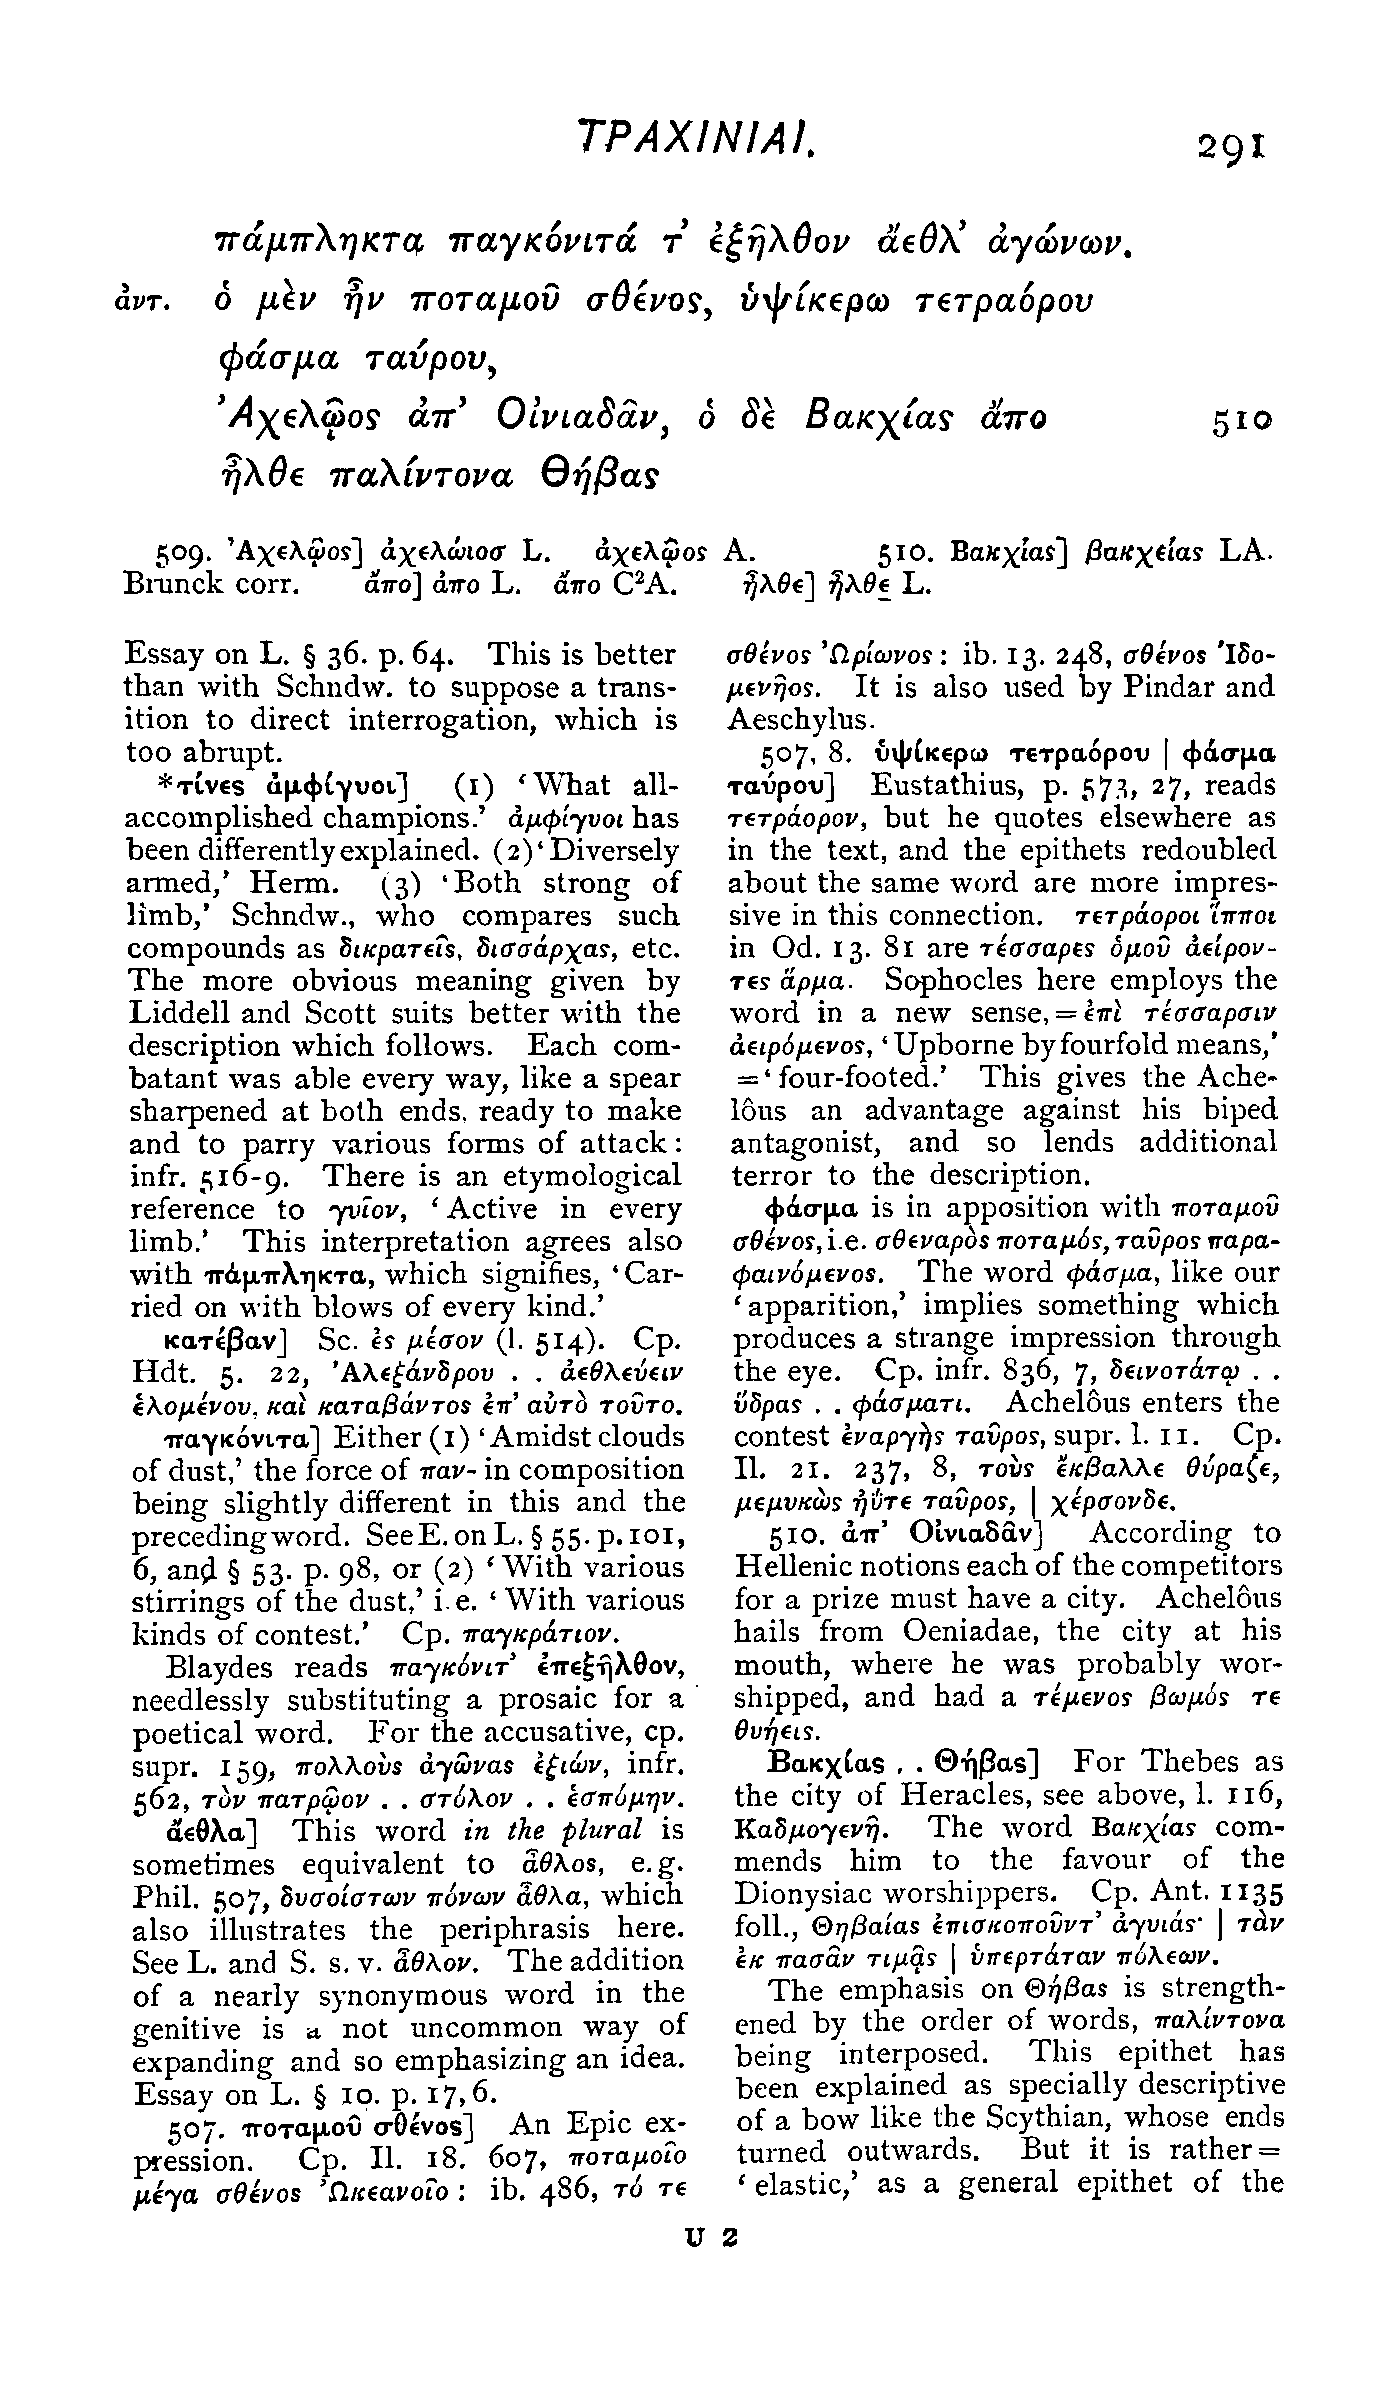 ΤΡΑΧΙΝΙΑΙ.
291
πάμπληκτα παγκόνιτά τ’ ἐξῆλθον ἄεθλ’ ἀγώνων.
ἀντ. ὁ μὲν ἦν ποταμοῦ σθένος, ὑψίκερω τετραόρου
φάσμα ταύρου,
Ἀχελῷος ἀπ’ Οἰνιαδᾶν, ὁ δὲ Βακχίας ἄπο 510
ἦλθε παλίντονα Θήβας
509. Ἀχελῷος] ἀχελώιοσ L. ἀχελῷος A. 510. Βακχίας] βακχείας LA.
Brunck corr. ἄπο] ἀπο L. ἄπο C²A. ἦλθε] ἦλθε L.
Essay on L. § 36. p. 64. This is better
than with Schndw. to suppose a trans-
ition to direct interrogation, which is
too abrupt.
*τίνες ἀμφίγυοι] (1) ‘What all-
accomplished champions.’ ἀμφίγυοι has
been differently explained. (2) ‘Diversely
armed,’ Herm. (3) ‘Both strong of
limb,’ Schndw., who compares such
compounds as δικρατεῖς, δισσάρχας, etc.
The more obvious meaning given by
Liddell and Scott suits better with the
description which follows. Each com-
batant was able every way, like a spear
sharpened at both ends, ready to make
and to parry various forms of attack:
infr. 516-9. There is an etymological
reference to γυῖον, ‘Active in every
limb.’ This interpretation agrees also
with πάμπληκτα, which signifies, ‘Car-
ried on with blows of every kind.’
κατέβαν] Sc. ἐς μέσον (l. 514). Cp.
Hdt. 5. 22, Ἀλεξάνδρου . . ἀεθλεύειν
ἑλομένου, καὶ καταβάντος ἐπ’ αὐτὸ τοῦτο.
παγκόνιτα] Either (1) ‘Amidst clouds
of dust,’ the force of παν- in composition
being slightly different in this and the
preceding word. See E. on L. § 55. p. 101,
6, and § 53. p. 98, or (2) ‘With various
stirrings of the dust,’ i. e. ‘With various
kinds of contest.’ Cp. παγκράτιον.
Blaydes reads παγκόνιτ’ ἐπεξῆλθον,
needlessly substituting a prosaic for a
poetical word. For the accusative, cp.
supr. 159, πολλοὺς ἀγῶνας ἐξιών, infr.
562, τὸν πατρῷον . . στόλον . . ἑσπόμην.
ἄεθλα] This word in the plural is
sometimes equivalent to ἆθλος, e. g.
Phil. 507, δυσοίστων πόνων ἆθλα, which
also illustrates the periphrasis here.
See L. and S. s. v. ἆθλον. The addition
of a nearly synonymous word in the
genitive is a not uncommon way of
expanding and so emphasizing an idea.
Essay on L. § 10. p. 17, 6.
507. ποταμοῦ σθένος] An Epic ex-
pression. Cp. Il. 18. 607, ποταμοῖο
μέγα σθένος Ὠκεανοῖο: ib. 486, τό τε
σθένος Ὠρίωνος: ib. 13. 248, σθένος Ἰδο-
μενῆος. It is also used by Pindar and
Aeschylus.
507, 8. ὑψίκερω τετραόρου | φάσμα
ταύρου] Eustathius, p. 573, 27, reads
τετράορον, but he quotes elsewhere as
in the text, and the epithets redoubled
about the same word are more impres-
sive in this connection. τετράοροι ἵπποι
in Od. 13. 81 are τέσσαρες ὁμοῦ ἀείρον-
τες ἅρμα. Sophocles here employs the
word in a new sense, = ἐπὶ τέσσαρσιν
ἀειρόμενος, ‘Upborne by fourfold means,’
= ‘four-footed.’ This gives the Ache-
lôus an advantage against his biped
antagonist, and so lends additional
terror to the description.
φάσμα is in apposition with ποταμοῦ
σθένος, i.e. σθεναρὸς ποταμός, ταῦρος παρα-
φαινόμενος. The word φάσμα, like our
‘apparition,’ implies something which
produces a strange impression through
the eye. Cp. infr. 836, 7, δεινοτάτῳ . .
ὕδρας . . φάσματι. Achelôus enters the
contest ἐναργὴς ταῦρος, supr. l. 11. Cp.
Il. 21. 237, 8, τοὺς ἔκβαλλε θύραζε,
μεμυκὼς ἠΰτε ταῦρος, | χέρσονδε.
510. ἀπ’ Οἰνιαδᾶν] According to
Hellenic notions each of the competitors
for a prize must have a city. Achelôus
hails from Oeniadae, the city at his
mouth, where he was probably wor-
shipped, and had a τέμενος βωμός τε
θυήεις.
Βακχίας . . Θήβας] For Thebes as
the city of Heracles, see above, l. 116,
Καδμογενῆ. The word Βακχίας com-
mends him to the favour of the
Dionysiac worshippers. Cp. Ant. 1135
foll., Θηβαίας ἐπισκοποῦντ’ ἀγυιάς· | τὰν
ἐκ πασᾶν τιμᾷς | ὑπερτάταν πόλεων.
The emphasis on Θήβας is strength-
ened by the order of words, παλίντονα
being interposed. This epithet has
been explained as specially descriptive
of a bow like the Scythian, whose ends
turned outwards. But it is rather =
‘elastic,’ as a general epithet of the
U 2